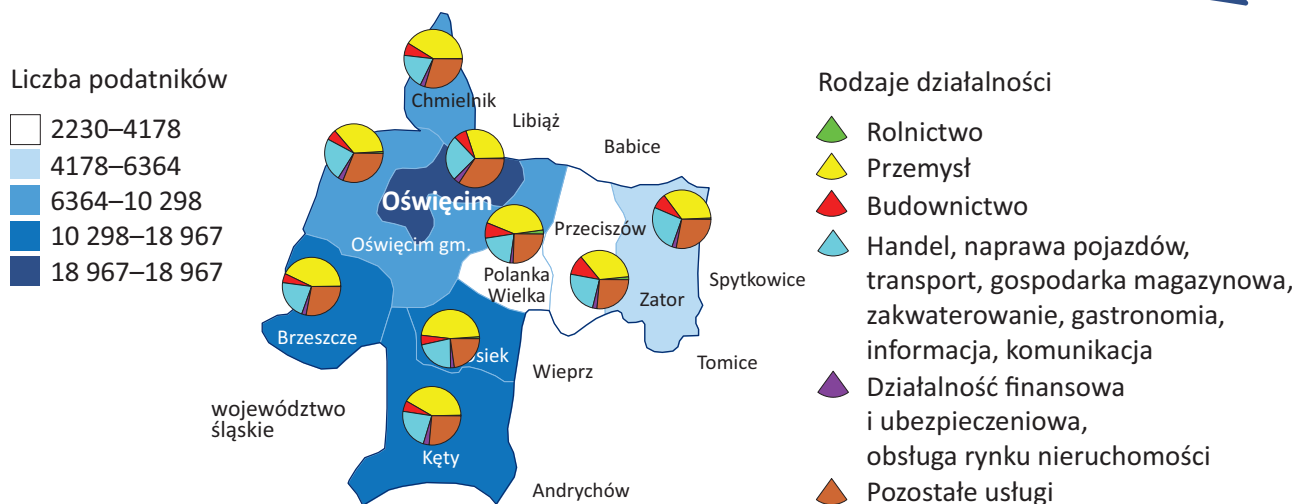 Liczba podatników
2230–4178
4178–6364
6364–10 298
10 298–18 967
18 967–18 967
Chmielnik
Libiąż
Babice
Oświęcim
Oświęcim gm.
Przeciszów
Polanka
Wielka
Zator
Spytkowice
Brzeszcze
siek
Wieprz
Tomice
województwo
śląskie
Kęty
Andrychów
Rodzaje działalności
Rolnictwo
Przemysł
Budownictwo
Handel, naprawa pojazdów,
transport, gospodarka magazynowa,
zakwaterowanie, gastronomia,
informacja, komunikacja
Działalność finansowa
i ubezpieczeniowa,
obsługa rynku nieruchomości
Pozostałe usługi